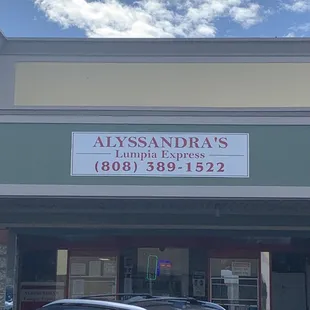 ALYSSANDRA'S
Lumpia Express
(808) 389-1522